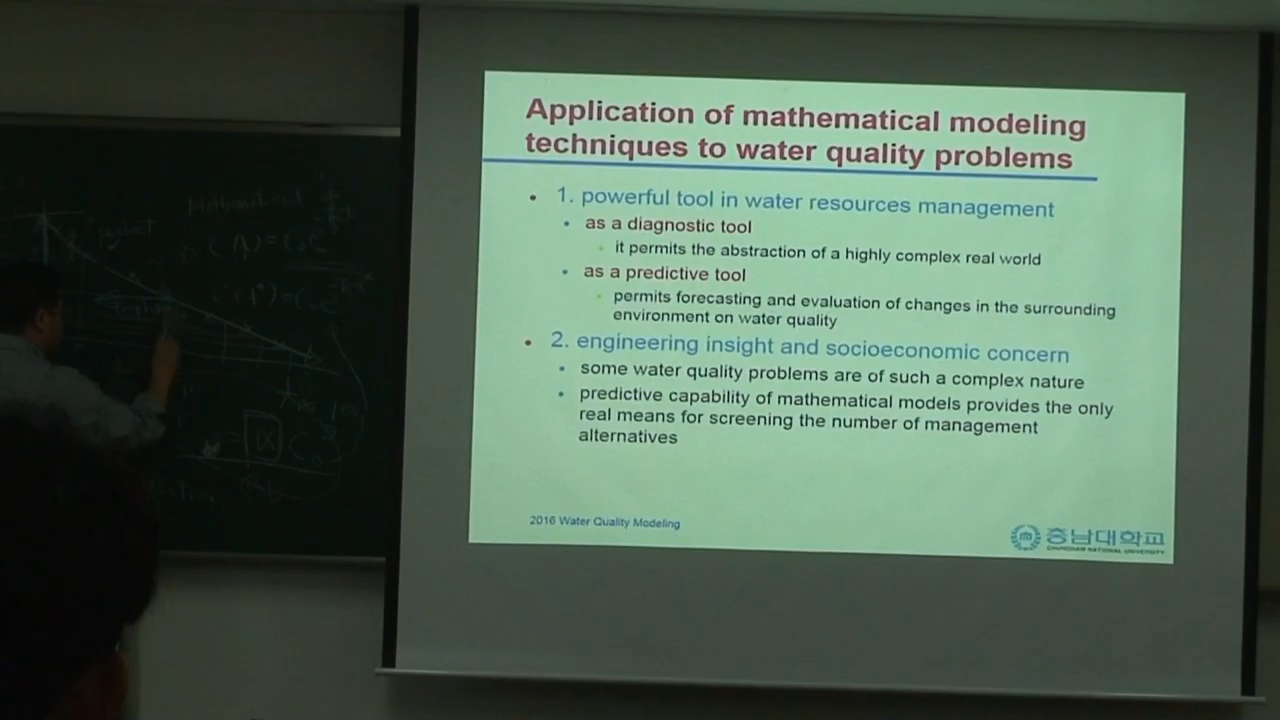 Application of mathematical modeling
techniques to water quality problems
• 1. powerful tool in water resources management
• as a diagnostic tool
• it permits the abstraction of a highly complex real world
• as a predictive tool
• permits forecasting and evaluation of changes in the surrounding
environment on water quality
• 2. engineering insight and socioeconomic concern
• some water quality problems are of such a complex nature
• predictive capability of mathematical models provides the only
real means for screening the number of management
alternatives
2016 Water Quality Modeling
충남대학교
CHUNGNAM NATIONAL UNIVERSITY